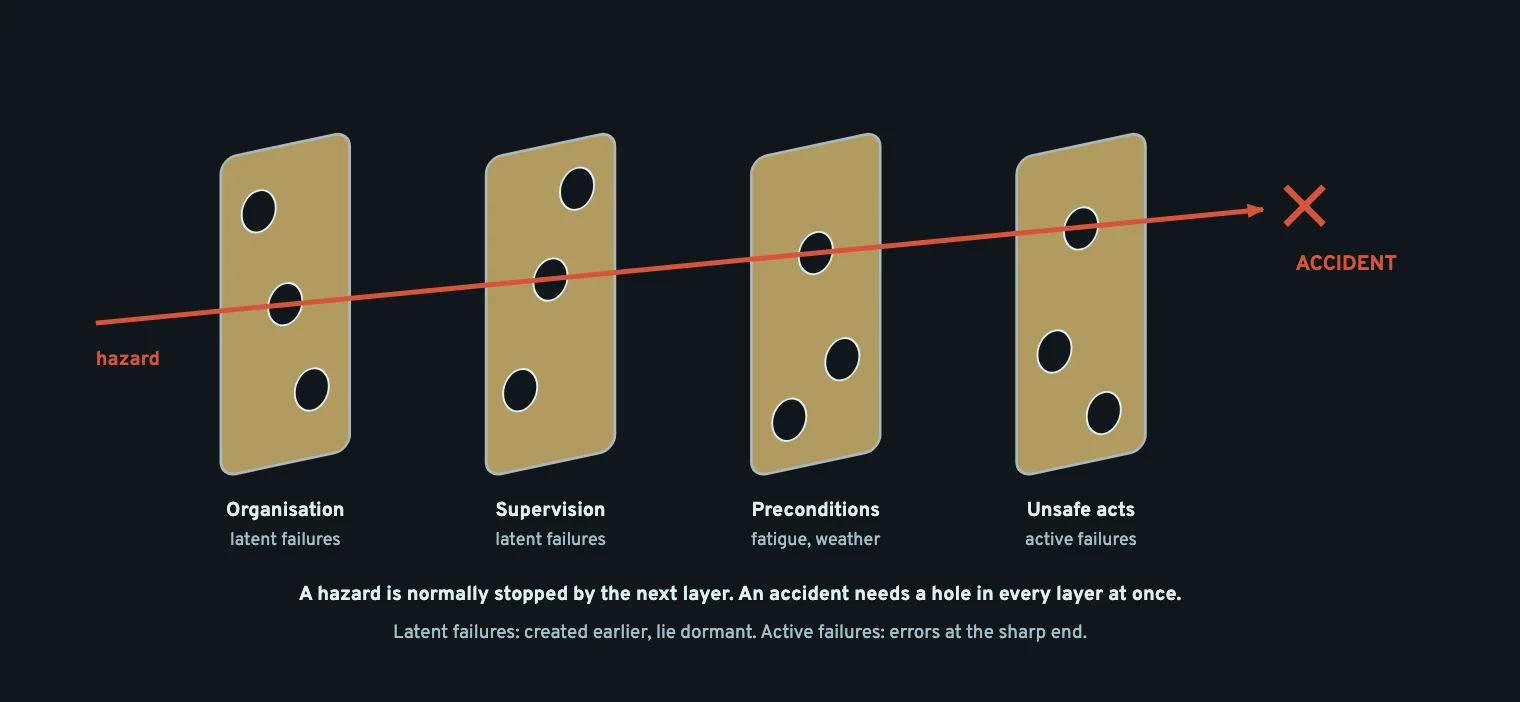 ACCIDENT
hazard
Organisation
latent failures
Supervision
latent failures
Preconditions
fatigue, weather
Unsafe acts
active failures
A hazard is normally stopped by the next layer. An accident needs a hole in every layer at once.
Latent failures: created earlier, lie dormant. Active failures: errors at the sharp end.